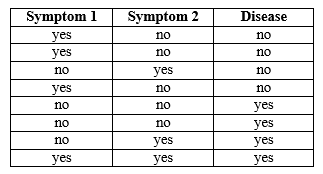 Symptom 1 Symptom 2 Disease
yes no no
yes no no
no yes no
yes no no
no no yes
no no yes
no yes yes
yes yes yes